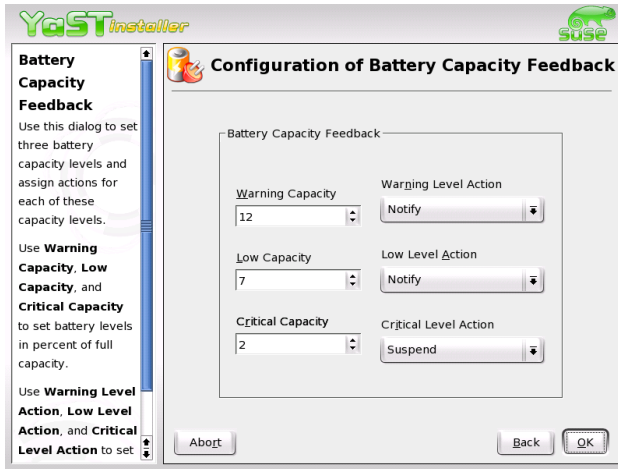 YaST installer
suse
Battery
Capacity
Feedback
Use this dialog to set
three battery
capacity levels and
assign actions for
each of these
capacity levels.
Use Warning
Capacity, Low
Capacity, and
Critical Capacity
to set battery levels
in percent of full
capacity.
Use Warning Level
Action, Low Level
Action, and Critical
Level Action to set
Configuration of Battery Capacity Feedback
Battery Capacity Feedback
Warning Capacity
12
Warning Level Action
Notify
Low Capacity
7
Low Level Action
Notify
Critical Capacity
2
Critical Level Action
Suspend
Abort
Back
OK